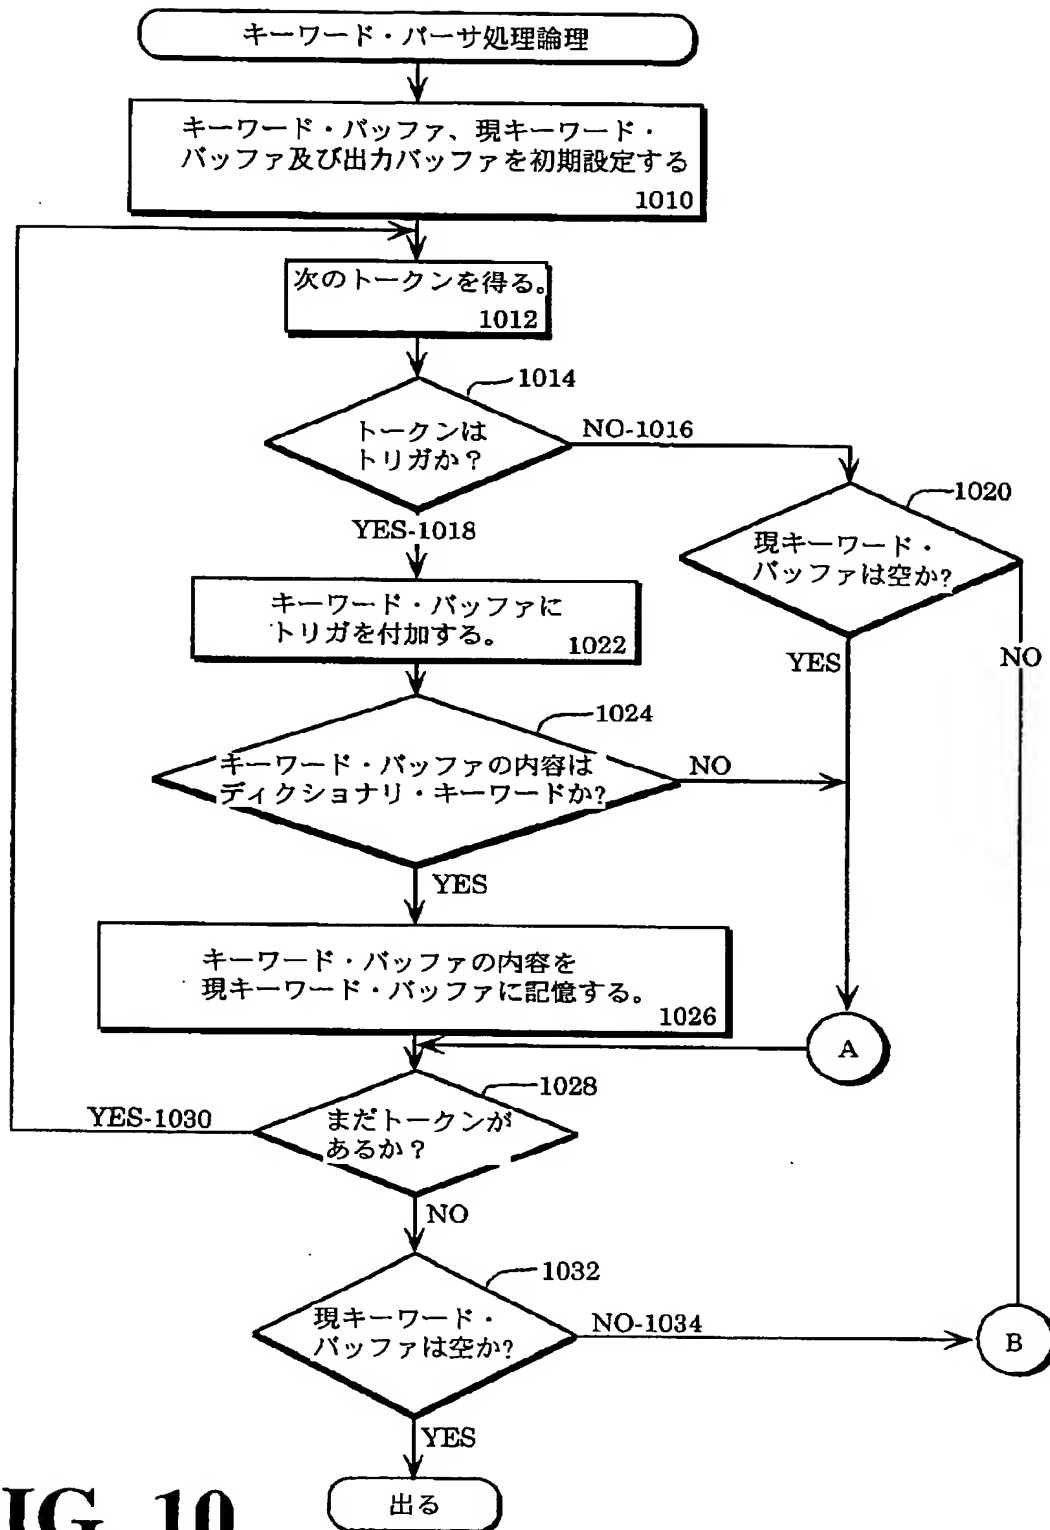 キーワード・パーサ処理論理
キーワード・バッファ、現キーワード・
バッファ及び出力バッファを初期設定する
1010
次のトークンを得る。
1012
1014
トークンは
トリガか？
NO-1016
YES-1018
1020
現キーワード・
バッファは空か?
YES
NO
キーワード・バッファに
トリガを付加する。
1022
1024
キーワード・バッファの内容は
ディクショナリ・キーワードか?
NO
YES
キーワード・バッファの内容を
現キーワード・バッファに記憶する。
1026
A
1028
まだトークンが
あるか？
YES-1030
NO
1032
現キーワード・
バッファは空か?
NO-1034
B
YES
出る
IG. 10